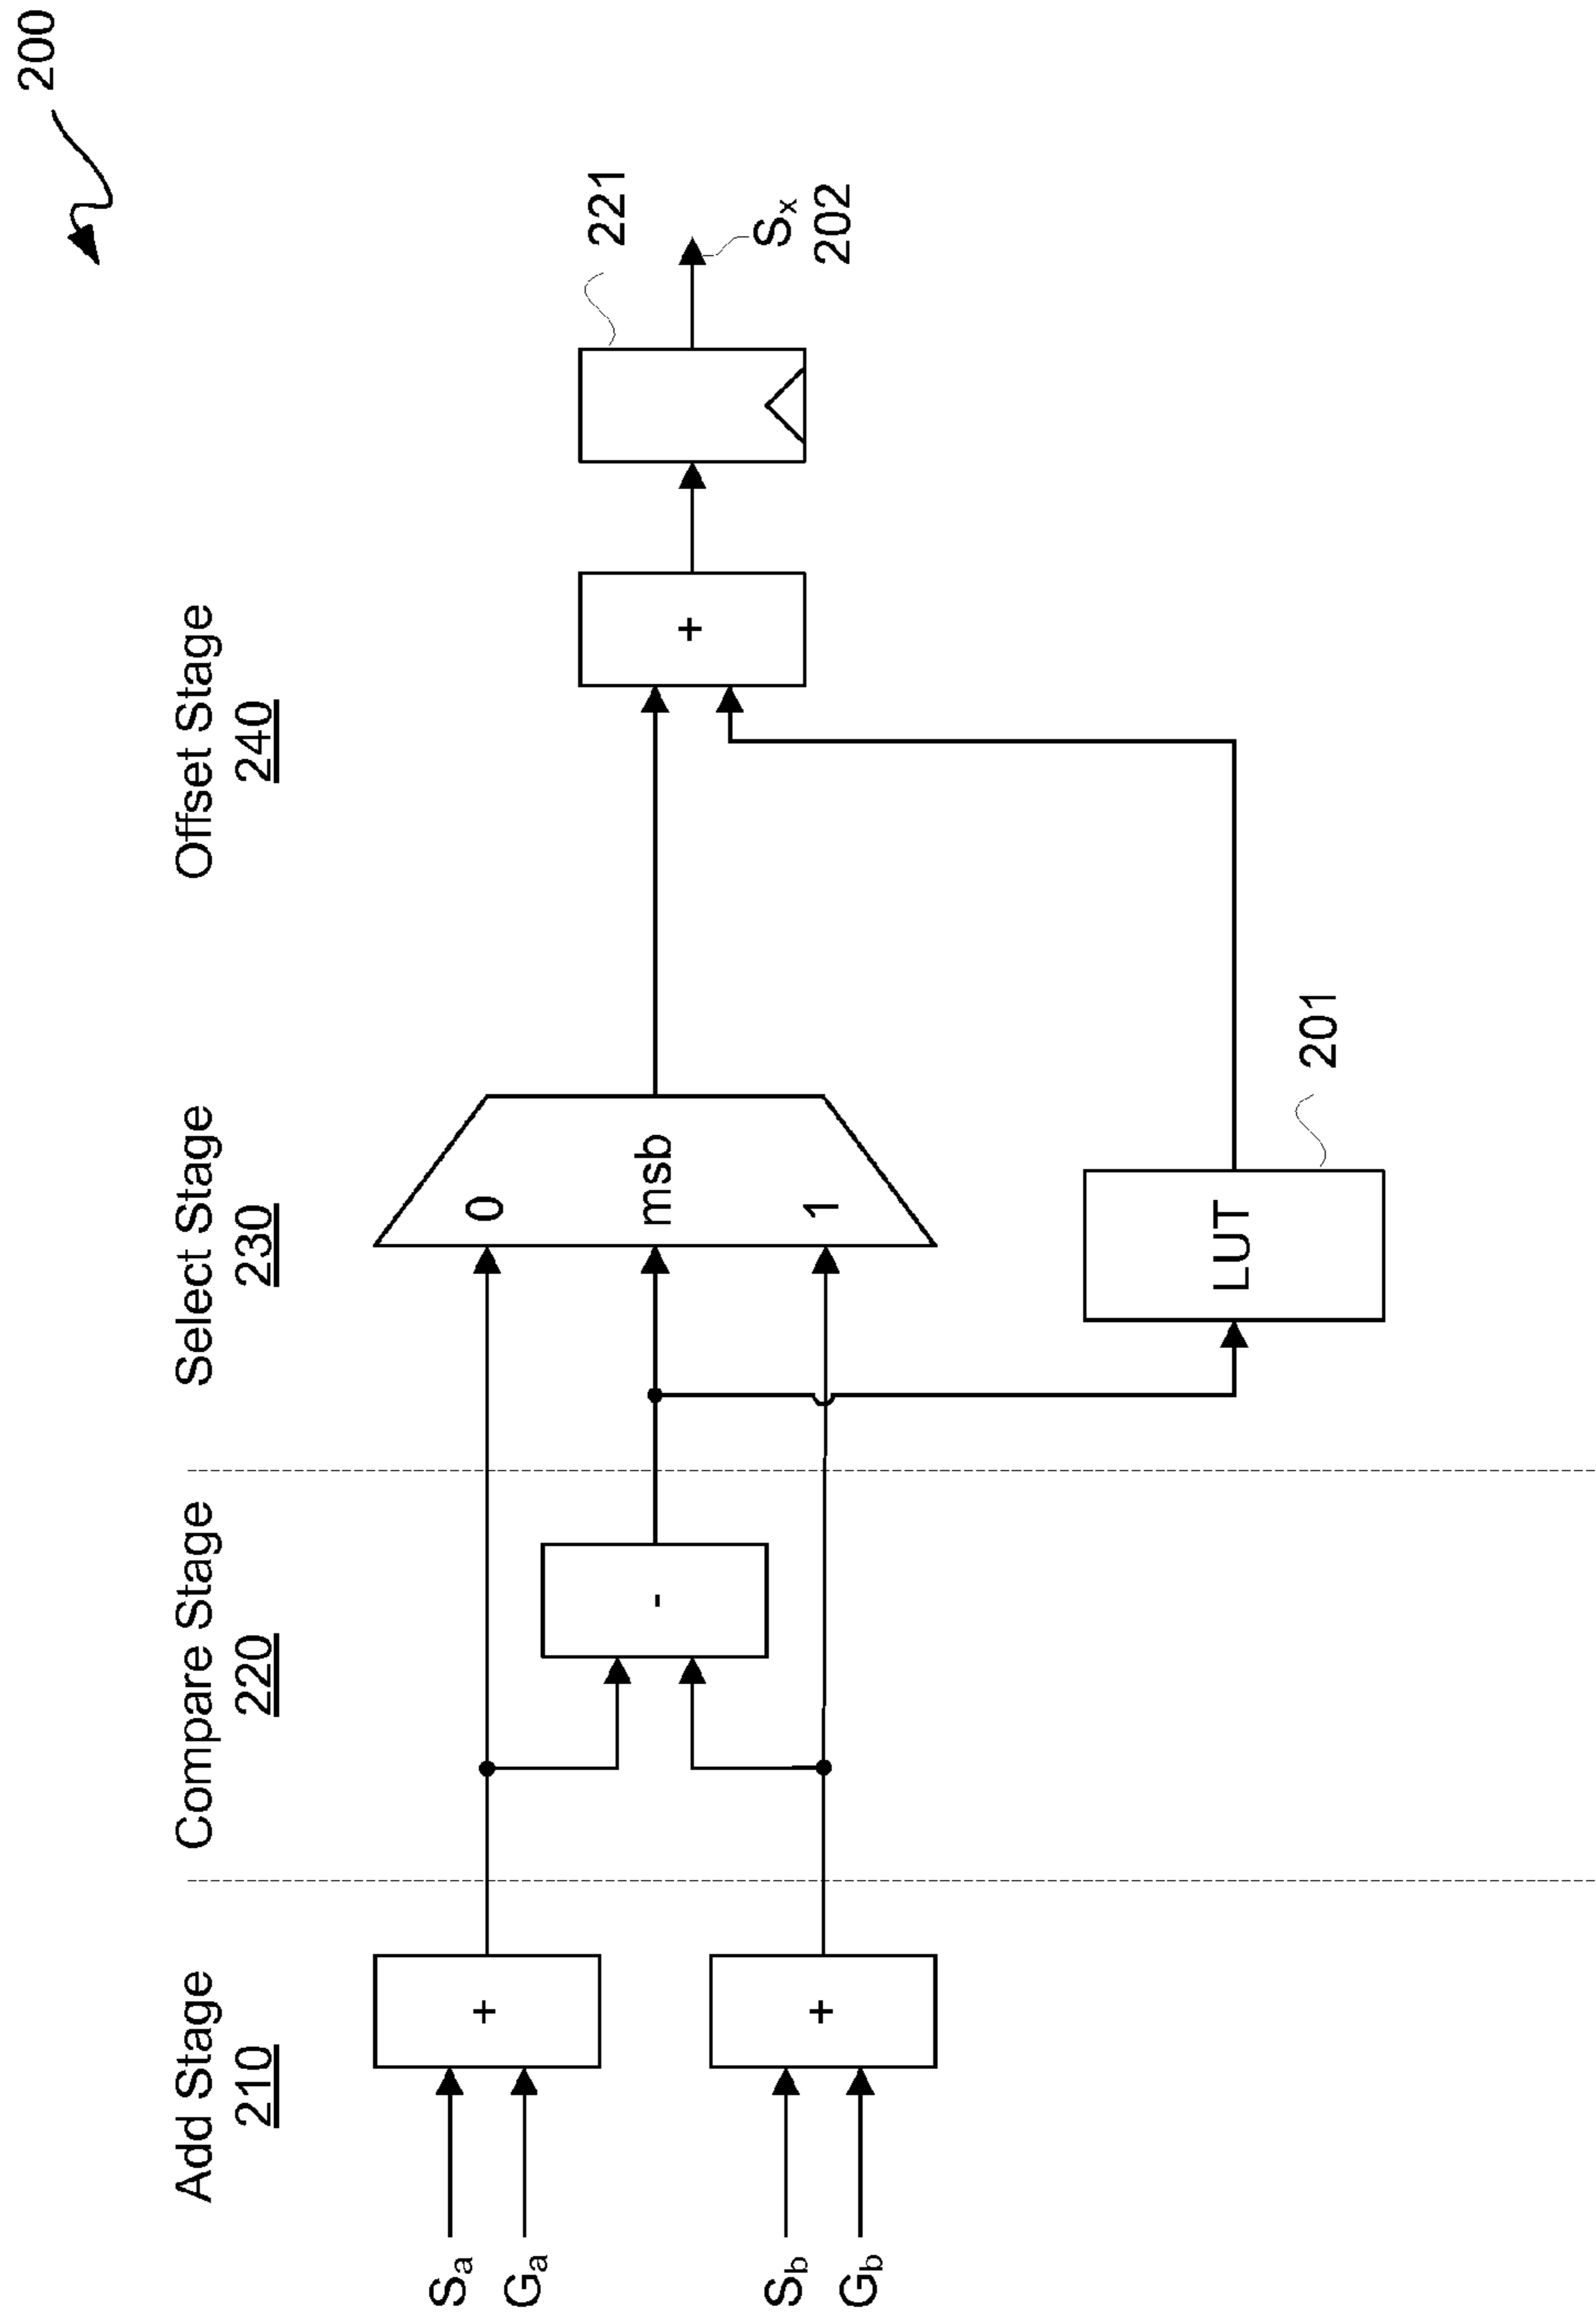 200
Add Stage
210
Compare Stage
220
Select Stage
230
Offset Stage
240
Sa
Ga
Sb
Gb
+
+
-
0
msb
1
LUT
201
+
221
Sx
202